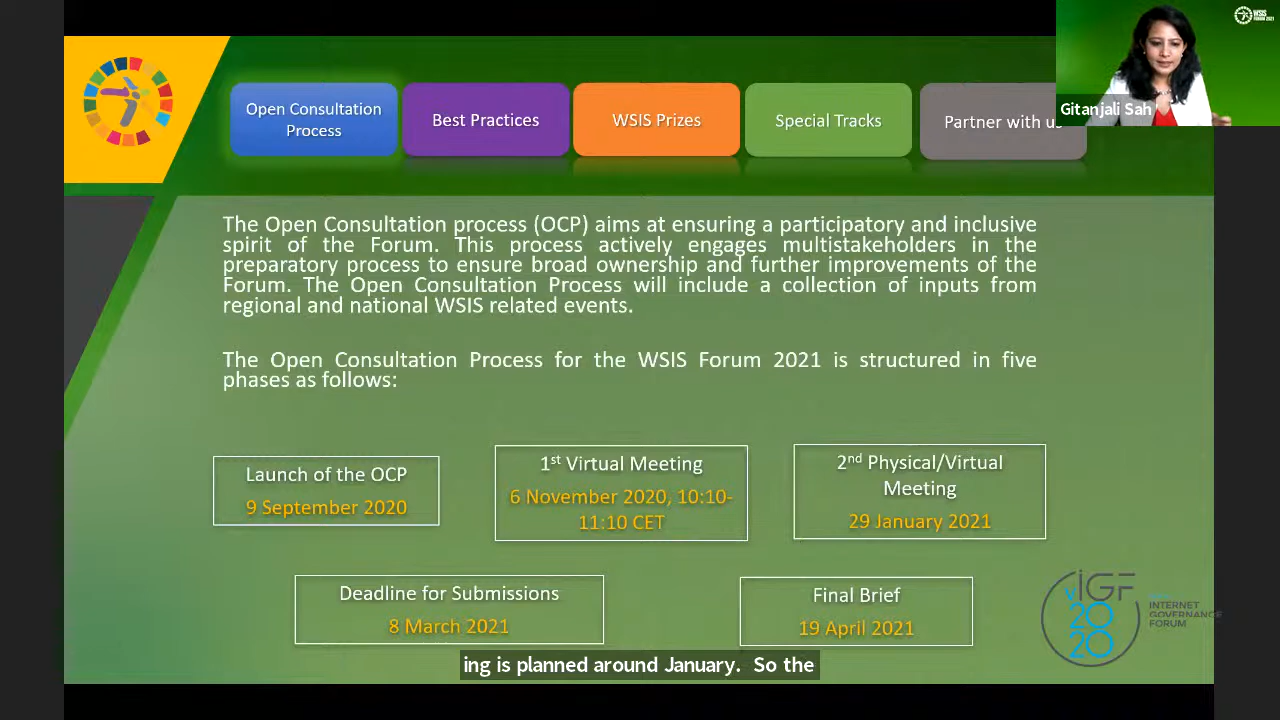 WSIS
FORUM 2021
Gitanjali Sah
Open Consultation
Process
Best Practices
WSIS Prizes
Special Tracks
Partner with us
The Open Consultation process (OCP) aims at ensuring a participatory and inclusive
spirit of the Forum. This process actively engages multistakeholders in the
preparatory process to ensure broad ownership and further improvements of the
Forum. The Open Consultation Process will include a collection of inputs from
regional and national WSIS related events.
The Open Consultation Process for the WSIS Forum 2021 is structured in five
phases as follows:
Launch of the OCP
9 September 2020
1st Virtual Meeting
6 November 2020, 10:10-
11:10 CET
2nd Physical/Virtual
Meeting
29 January 2021
Deadline for Submissions
8 March 2021
Final Brief
19 April 2021
vIGF
20
20
INTERNET
GOVERNANCE
FORUM
ing is planned around January. So the